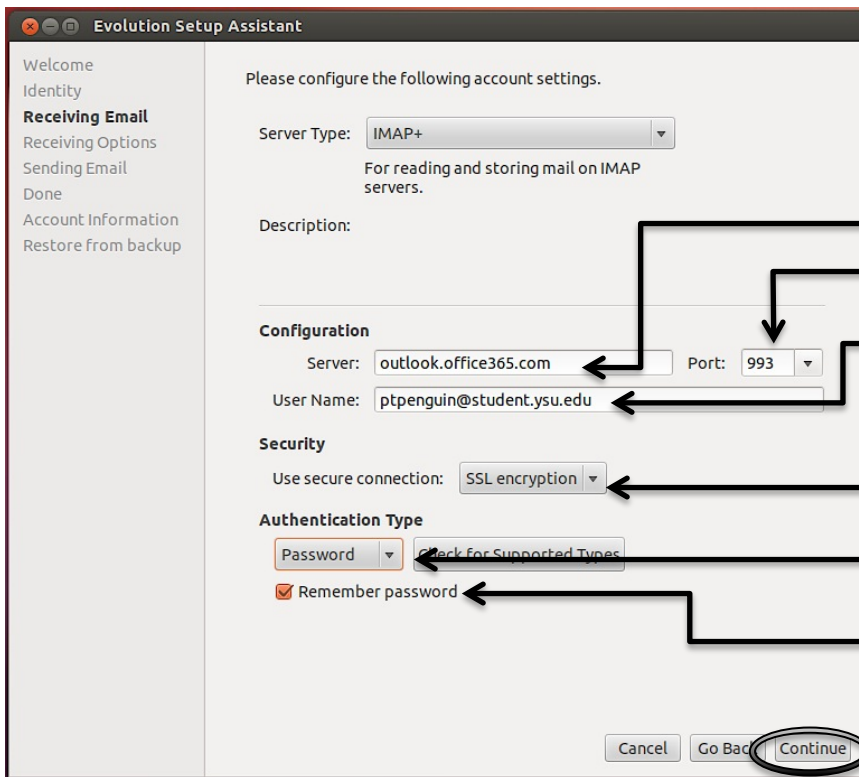 Evolution Setup Assistant
Welcome
Identity
Receiving Email
Receiving Options
Sending Email
Done
Account Information
Restore from backup
Please configure the following account settings.
Server Type: IMAP+
For reading and storing mail on IMAP
servers.
Description:
Configuration
Server: outlook.office365.com Port: 993
User Name: ptpenguin@student.ysu.edu
Security
Use secure connection: SSL encryption
Authentication Type
Password Check for Supported Types
Remember password
Cancel Go Back Continue